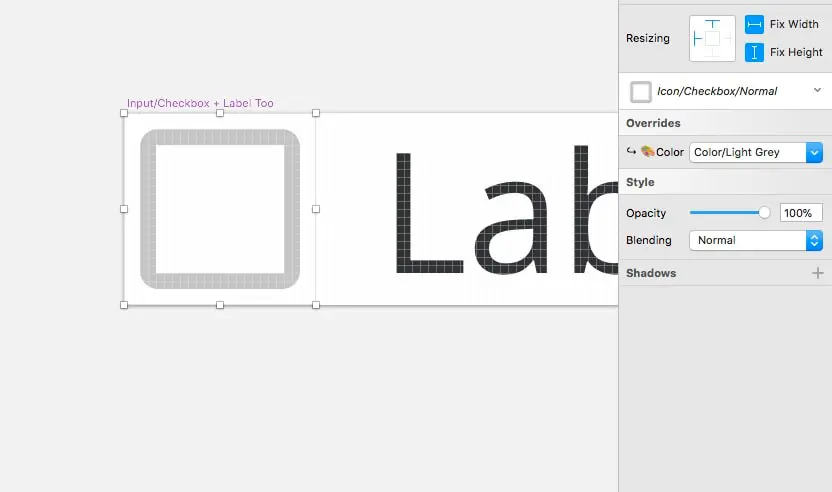 Resizing
Fix Width
Fix Height
Icon/Checkbox/Normal
Input/Checkbox + Label Too
Lab
Overrides
↪ 🎨Color
Color/Light Grey
Style
Opacity
100%
Blending
Normal
Shadows